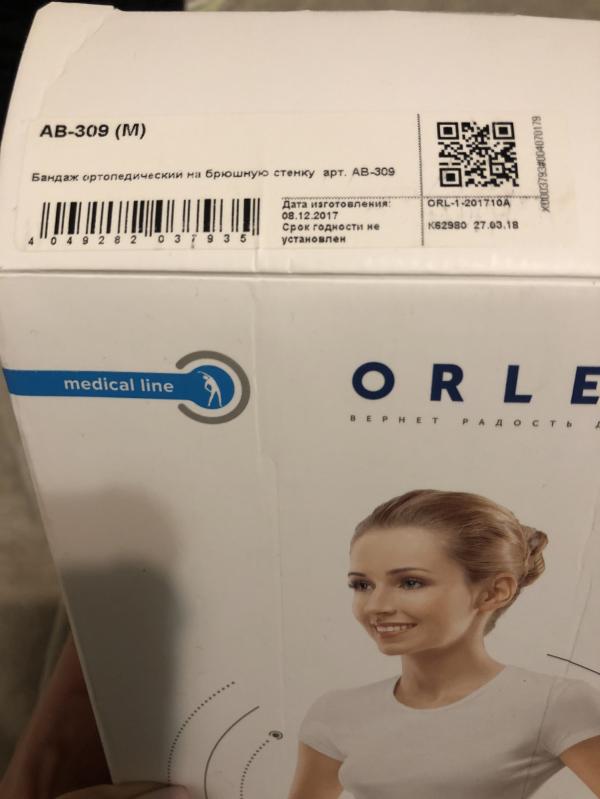 AB-309 (M)
Бандаж ортопедический на брюшную стенку арт. AB-309
4 049282 037935
Дата изготовления:
08.12.2017
Срок годности не
установлен
ORL-1-201710A
K62980 27.03.18
medical line
ORLE
ВЕРНЕТ РАДОСТЬ Д